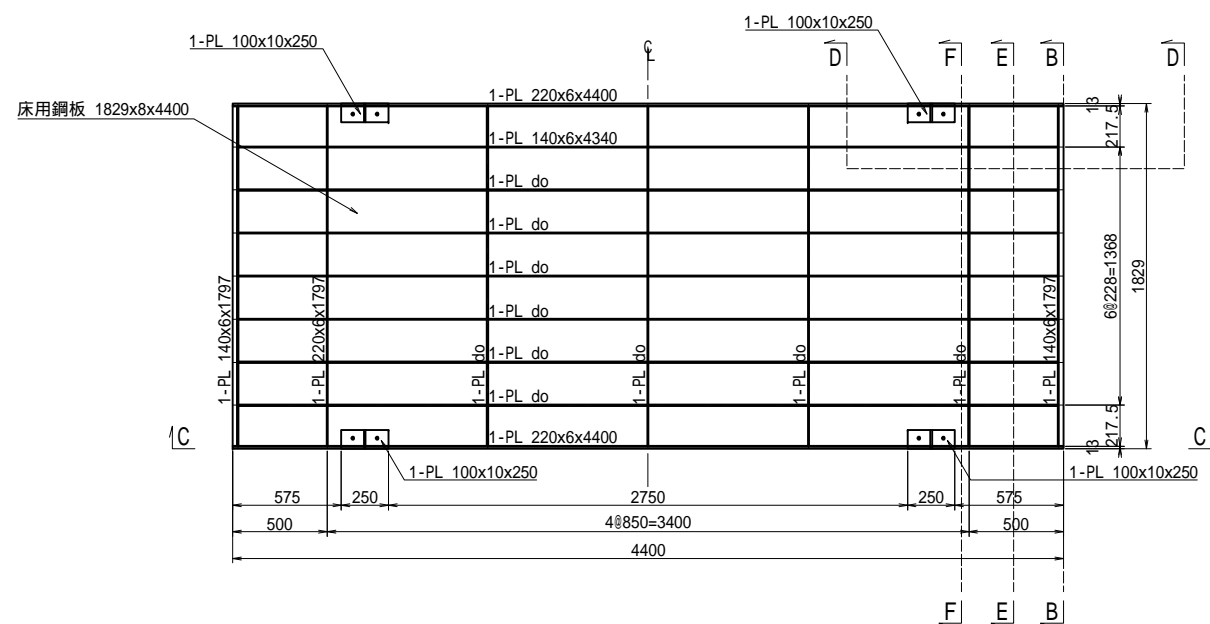 1-PL 100x10x250
1-PL 100x10x250
℄
D
F
E
B
D
床用鋼板 1829x8x4400
1-PL 220x6x4400
13
217.5
1-PL 140x6x4340
1-PL do
1-PL do
1-PL do
1-PL do
1-PL do
1-PL do
1-PL 140x6x1797
1-PL 220x6x1797
1-PL do
1-PL do
1-PL do
1-PL do
1-PL 140x6x1797
6@228=1368
1829
217.5
13
1-PL 220x6x4400
C
C
1-PL 100x10x250
1-PL 100x10x250
575
250
2750
250
575
500
4@850=3400
500
4400
F
E
B